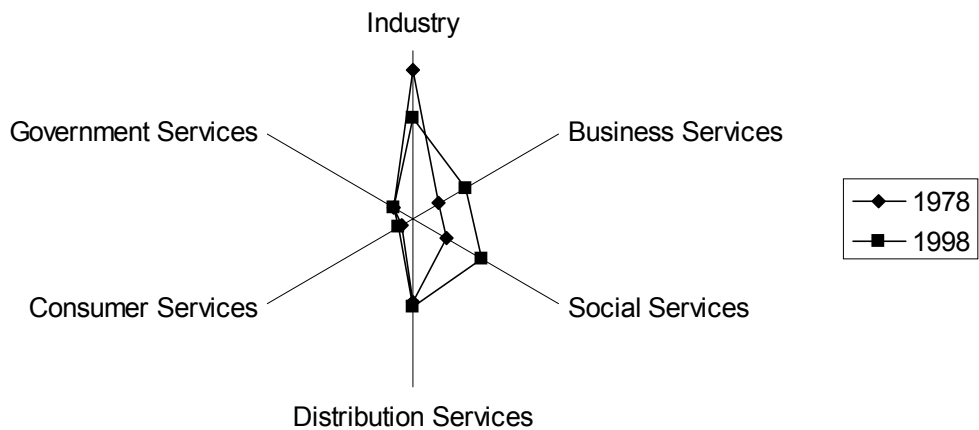 Industry
Government Services
Business Services
1978
1998
Consumer Services
Social Services
Distribution Services